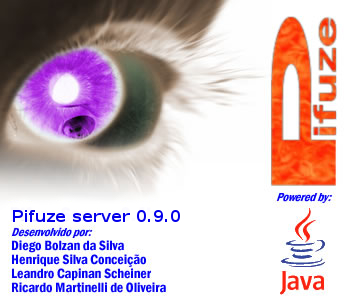 Pifuze
Powered by:
Java
Pifuze server 0.9.0
Desenvolvido por:
Diego Bolzan da Silva
Henrique Silva Conceição
Leandro Capinan Scheiner
Ricardo Martinelli de Oliveira